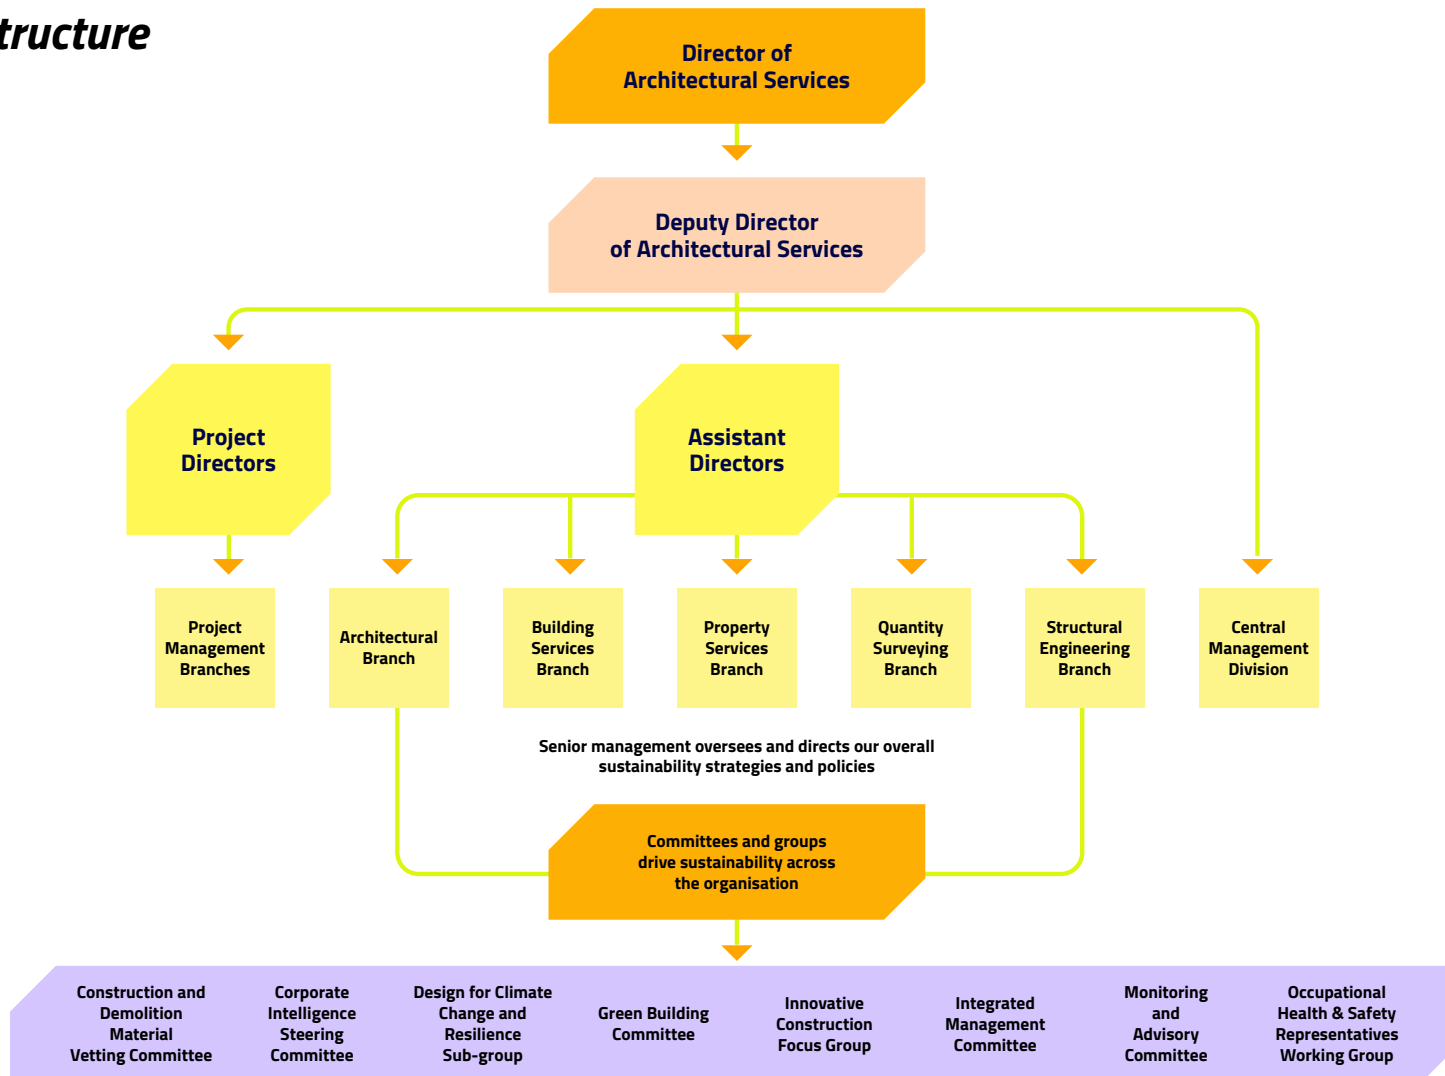 tructure
Director of
Architectural Services
Deputy Director
of Architectural Services
Project
Directors
Assistant
Directors
Project
Management
Branches
Architectural
Branch
Building
Services
Branch
Property
Services
Branch
Quantity
Surveying
Branch
Structural
Engineering
Branch
Central
Management
Division
Senior management oversees and directs our overall
sustainability strategies and policies
Committees and groups
drive sustainability across
the organisation
Construction and
Demolition
Material
Vetting Committee
Corporate
Intelligence
Steering
Committee
Design for Climate
Change and
Resilience
Sub-group
Green Building
Committee
Innovative
Construction
Focus Group
Integrated
Management
Committee
Monitoring
and
Advisory
Committee
Occupational
Health & Safety
Representatives
Working Group